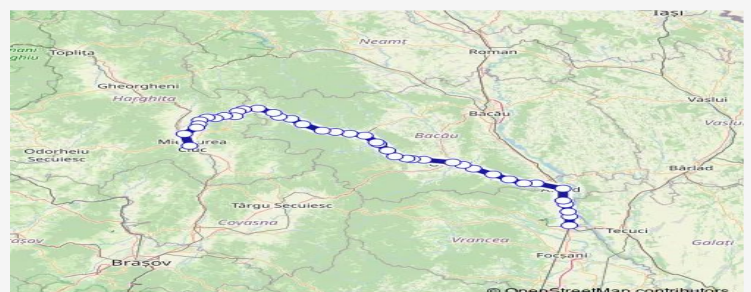 Iași
Toplița
Neamț
Roman
Gheorgheni
Harghita
Vaslui
Bacău
Bacău
Odorheiu
Secuiesc
Bârlad
Târgu Secuiesc
Covasna
Vrancea
Tecuci
Galați
Focșani
Brașov
© OpenStreetMap contributors